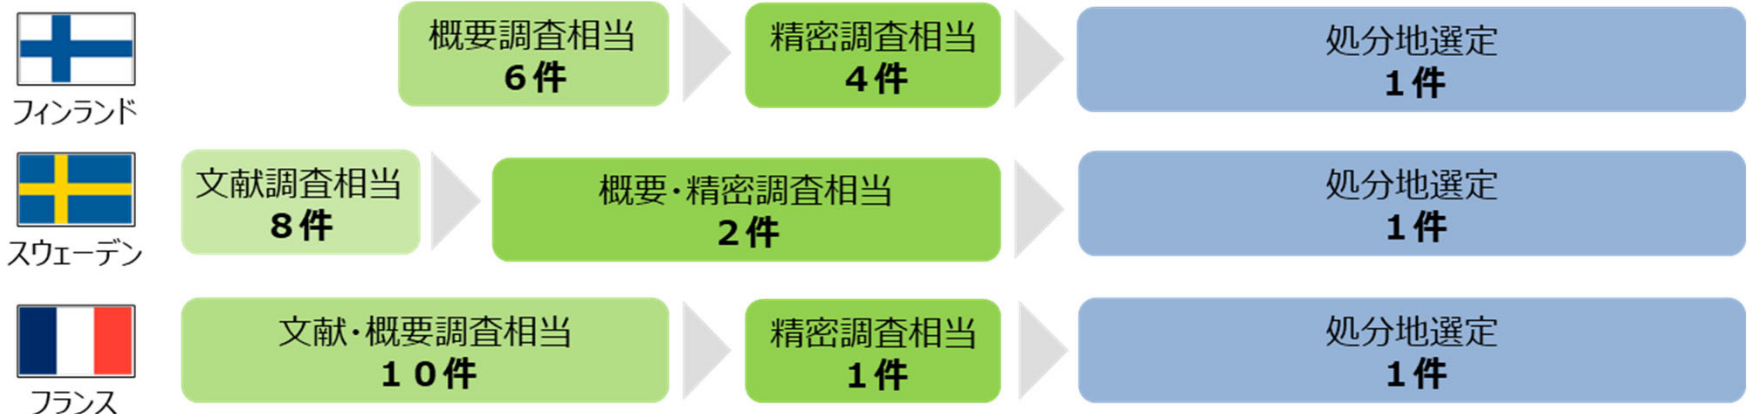 概要調査相当
6件
精密調査相当
4件
処分地選定
1件
フィンランド
文献調査相当
8件
概要・精密調査相当
2件
処分地選定
1件
スウェーデン
文献・概要調査相当
10件
精密調査相当
1件
処分地選定
1件
フランス